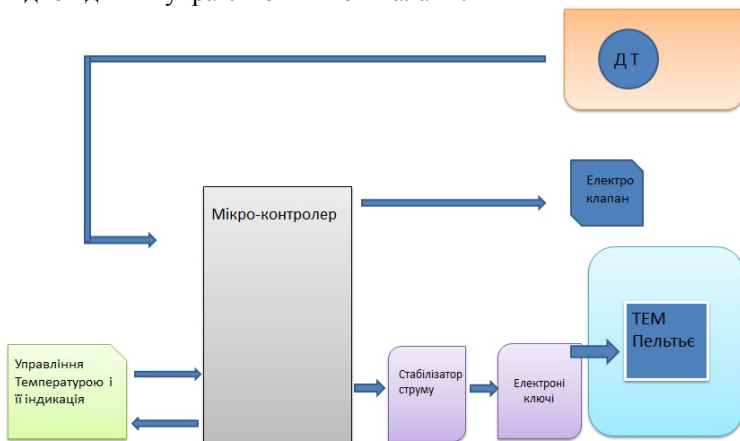 Д Т
Електро
клапан
Мікро-контролер
ТЕМ
Пельтьє
Управління
Температурою і
її індикація
Стабілізатор
струму
Електроні
ключі